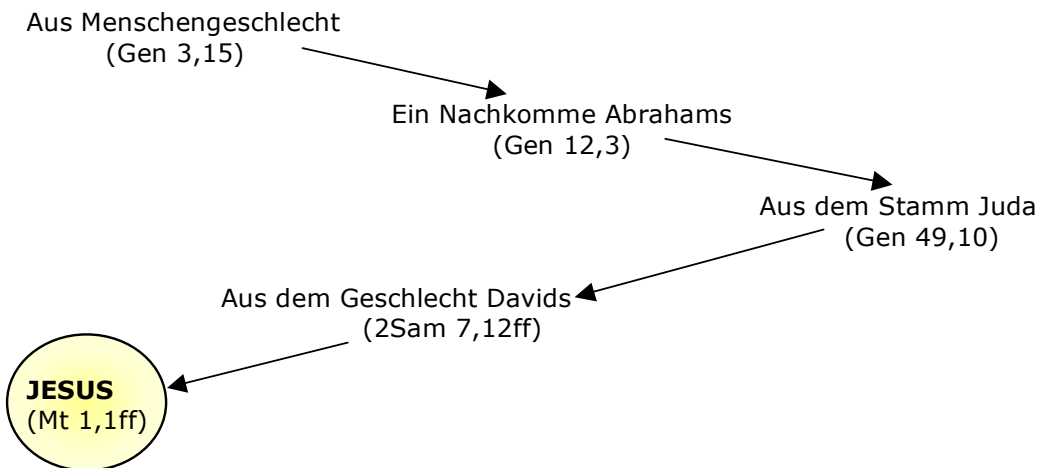 Aus Menschengeschlecht
(Gen 3,15)
Ein Nachkomme Abrahams
(Gen 12,3)
Aus dem Stamm Juda
(Gen 49,10)
Aus dem Geschlecht Davids
(2Sam 7,12ff)
JESUS
(Mt 1,1ff)